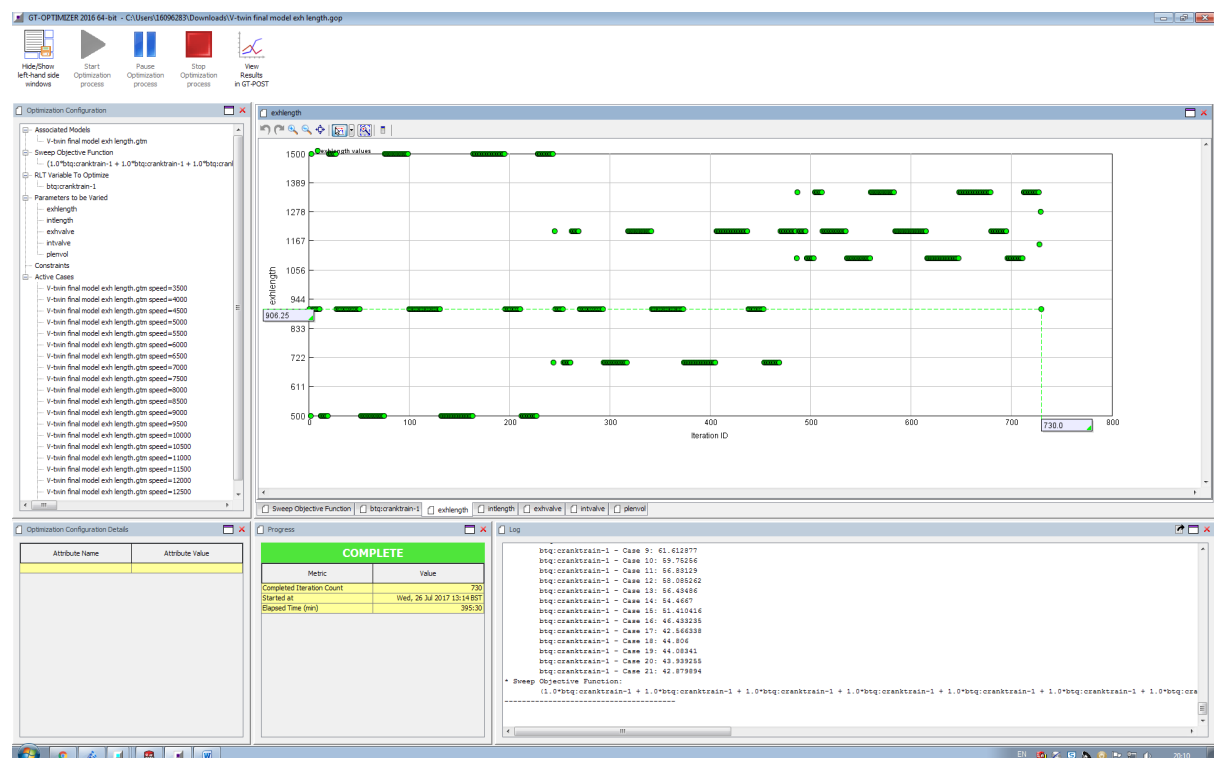 GT-OPTIMIZER 2016 64-bit - C:\Users\16096283\Downloads\V-twin final model exh length.gop
Hide/Show left-hand side windows
Start Optimization process
Pause Optimization process
Stop Optimization process
View Results in GT-POST
Optimization Configuration
Associated Models
V-twin final model exh length.gtm
Sweep Objective Function
(1.0*btq:cranktrain-1 + 1.0*btq:cranktrain-1 + 1.0*btq:crankl
RLT Variable To Optimize
btq:cranktrain-1
Parameters to be Varied
exhlength
intlength
exhvalve
intvalve
plenvol
Constraints
Active Cases
V-twin final model exh length.gtm speed=3500
V-twin final model exh length.gtm speed=4000
V-twin final model exh length.gtm speed=4500
V-twin final model exh length.gtm speed=5000
V-twin final model exh length.gtm speed=5500
V-twin final model exh length.gtm speed=6000
V-twin final model exh length.gtm speed=6500
V-twin final model exh length.gtm speed=7000
V-twin final model exh length.gtm speed=7500
V-twin final model exh length.gtm speed=8000
V-twin final model exh length.gtm speed=8500
V-twin final model exh length.gtm speed=9000
V-twin final model exh length.gtm speed=9500
V-twin final model exh length.gtm speed=10000
V-twin final model exh length.gtm speed=10500
V-twin final model exh length.gtm speed=11000
V-twin final model exh length.gtm speed=11500
V-twin final model exh length.gtm speed=12000
V-twin final model exh length.gtm speed=12500
exhlength
exhlength values
1500
1389
1278
1167
1056
944
906.25
833
722
611
500
exhlength
0 100 200 300 400 500 600 700 730.0 800
Iteration ID
Sweep Objective Function btq:cranktrain-1 exhlength intlength exhvalve intvalve plenvol
Optimization Configuration Details
Attribute Name Attribute Value
Progress
COMPLETE
Metric Value
Completed Iteration Count 730
Started at Wed, 26 Jul 2017 13:14 BST
Elapsed Time (min) 395:30
Log
btq:cranktrain-1 - Case 9: 61.612877
btq:cranktrain-1 - Case 10: 59.75256
btq:cranktrain-1 - Case 11: 56.83129
btq:cranktrain-1 - Case 12: 58.085262
btq:cranktrain-1 - Case 13: 56.48486
btq:cranktrain-1 - Case 14: 54.4667
btq:cranktrain-1 - Case 15: 51.410416
btq:cranktrain-1 - Case 16: 46.433235
btq:cranktrain-1 - Case 17: 42.566338
btq:cranktrain-1 - Case 18: 44.806
btq:cranktrain-1 - Case 19: 44.08341
btq:cranktrain-1 - Case 20: 43.939255
btq:cranktrain-1 - Case 21: 42.879894
* Sweep Objective Function:
(1.0*btq:cranktrain-1 + 1.0*btq:cranktrain-1 + 1.0*btq:cranktrain-1 + 1.0*btq:cranktrain-1 + 1.0*btq:cranktrain-1 + 1.0*btq:cranktrain-1 + 1.0*btq:cra
EN 20:10